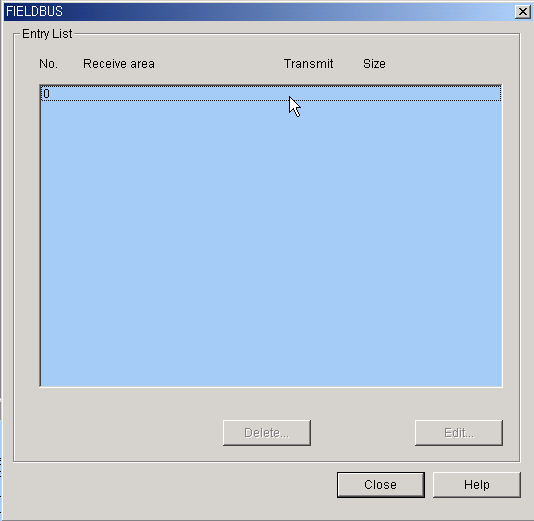 FIELDBUS
Entry List
No. Receive area Transmit Size
0
Delete... Edit...
Close Help